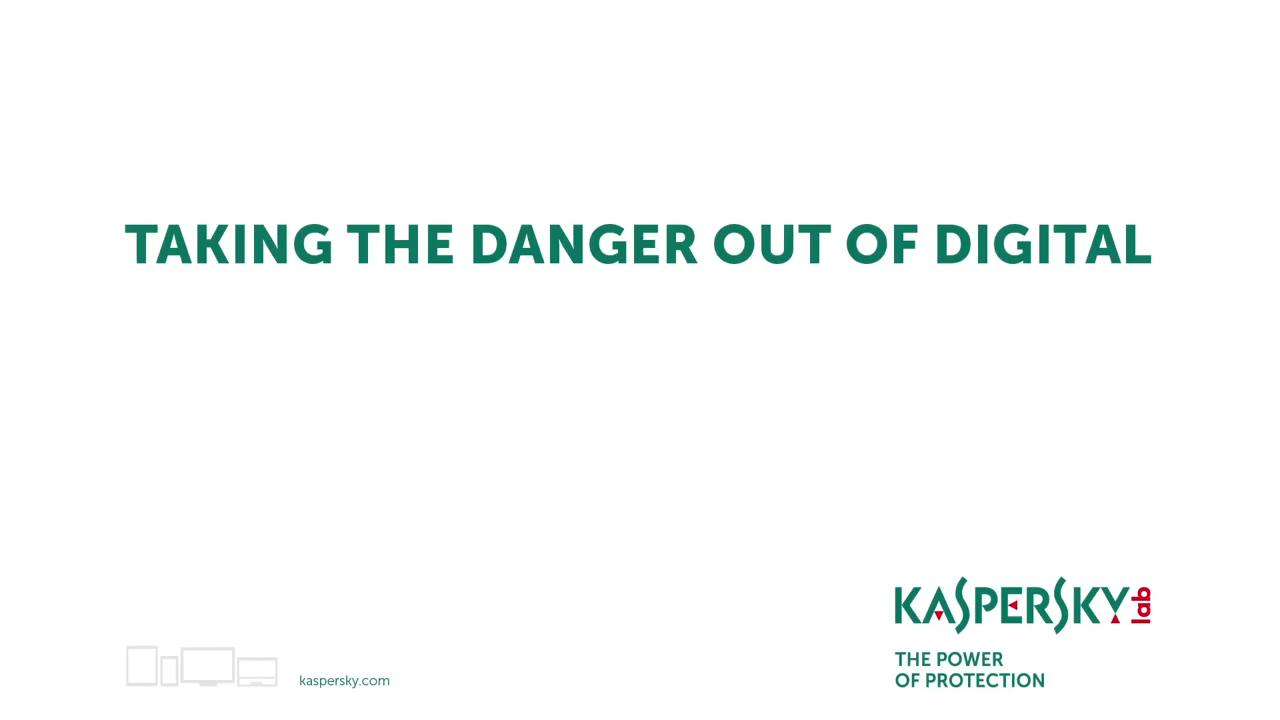 TAKING THE DANGER OUT OF DIGITAL
KASPERSKY lab
THE POWER
OF PROTECTION
kaspersky.com